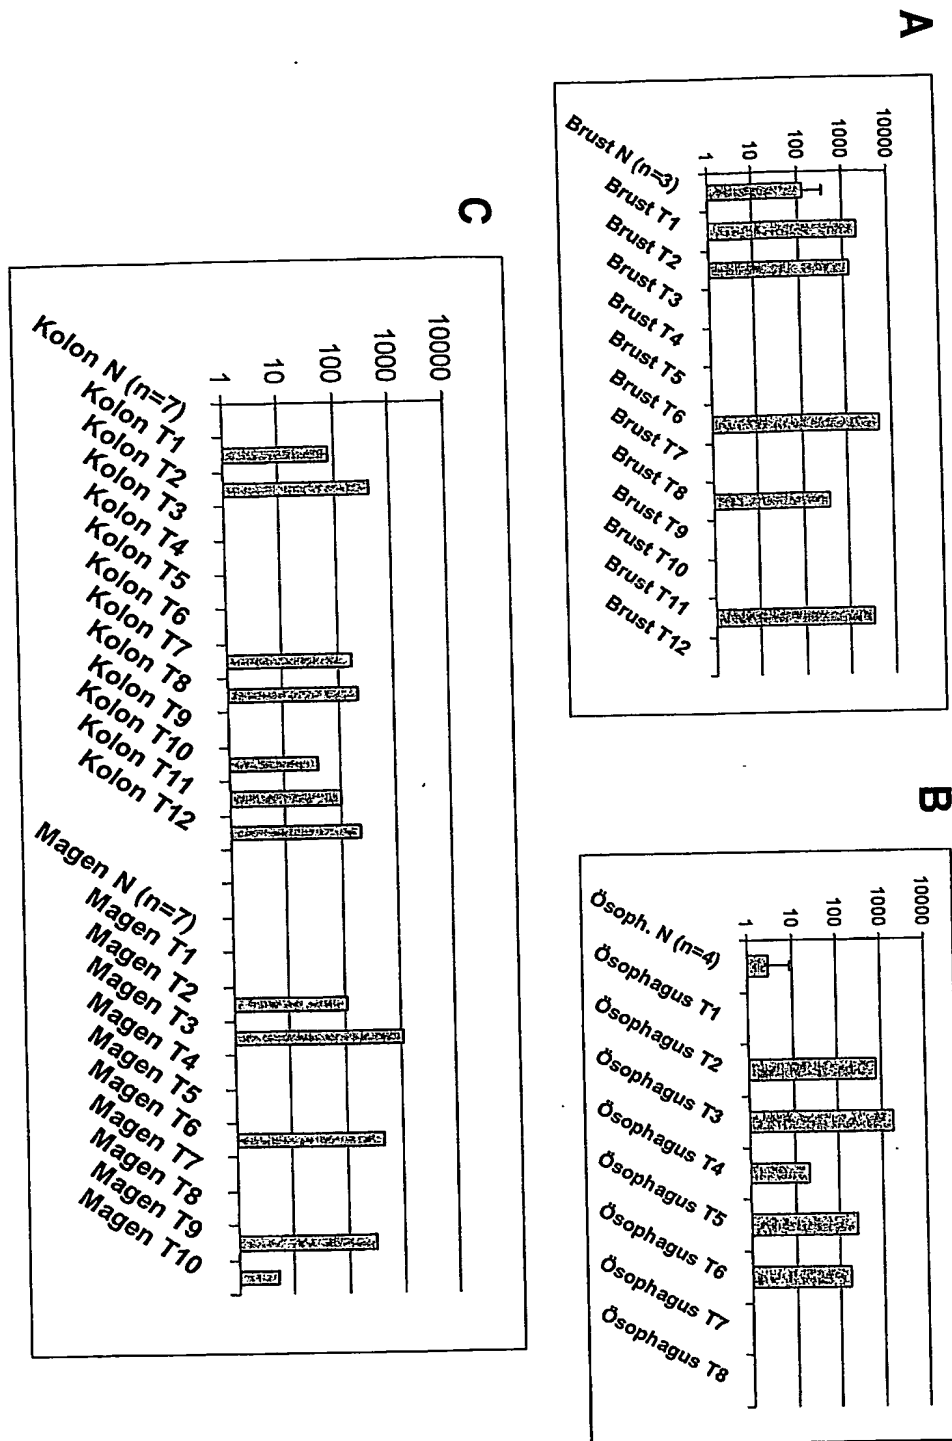 A
10000
1000
100
10
1
Brust N (n=3)
Brust T1
Brust T2
Brust T3
Brust T4
Brust T5
Brust T6
Brust T7
Brust T8
Brust T9
Brust T10
Brust T11
Brust T12
B
10000
1000
100
10
1
Ösoph. N (n=4)
Ösophagus T1
Ösophagus T2
Ösophagus T3
Ösophagus T4
Ösophagus T5
Ösophagus T6
Ösophagus T7
Ösophagus T8
C
10000
1000
100
10
1
Kolon N (n=7)
Kolon T1
Kolon T2
Kolon T3
Kolon T4
Kolon T5
Kolon T6
Kolon T7
Kolon T8
Kolon T9
Kolon T10
Kolon T11
Kolon T12
Magen N (n=7)
Magen T1
Magen T2
Magen T3
Magen T4
Magen T5
Magen T6
Magen T7
Magen T8
Magen T9
Magen T10